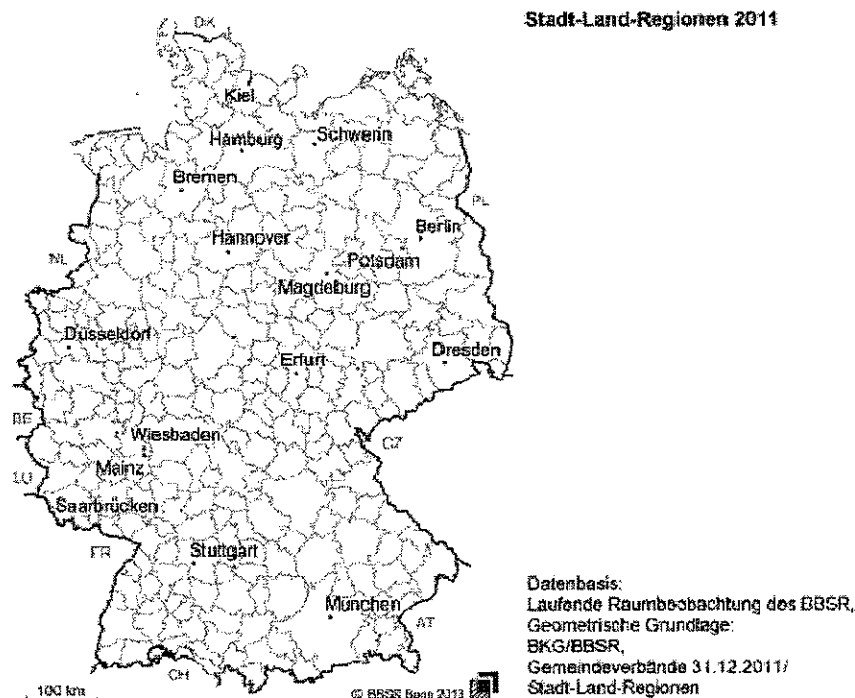 Stadt-Land-Regionen 2011
DK
Kiel
Hamburg
Schwerin
Bremen
PL
Berlin
Hannover
NL
Potsdam
Magdeburg
Düsseldorf
Erfurt
Dresden
BE
Wiesbaden
CZ
Mainz
LU
Saarbrücken
FR
Stuttgart
München
AT
CH
100 km
© BBSR Bonn 2013
Datenbasis:
Laufende Raumbeobachtung des BBSR,
Geometrische Grundlage:
BKG/BBSR,
Gemeindeverbände 31.12.2011/
Stadt-Land-Regionen